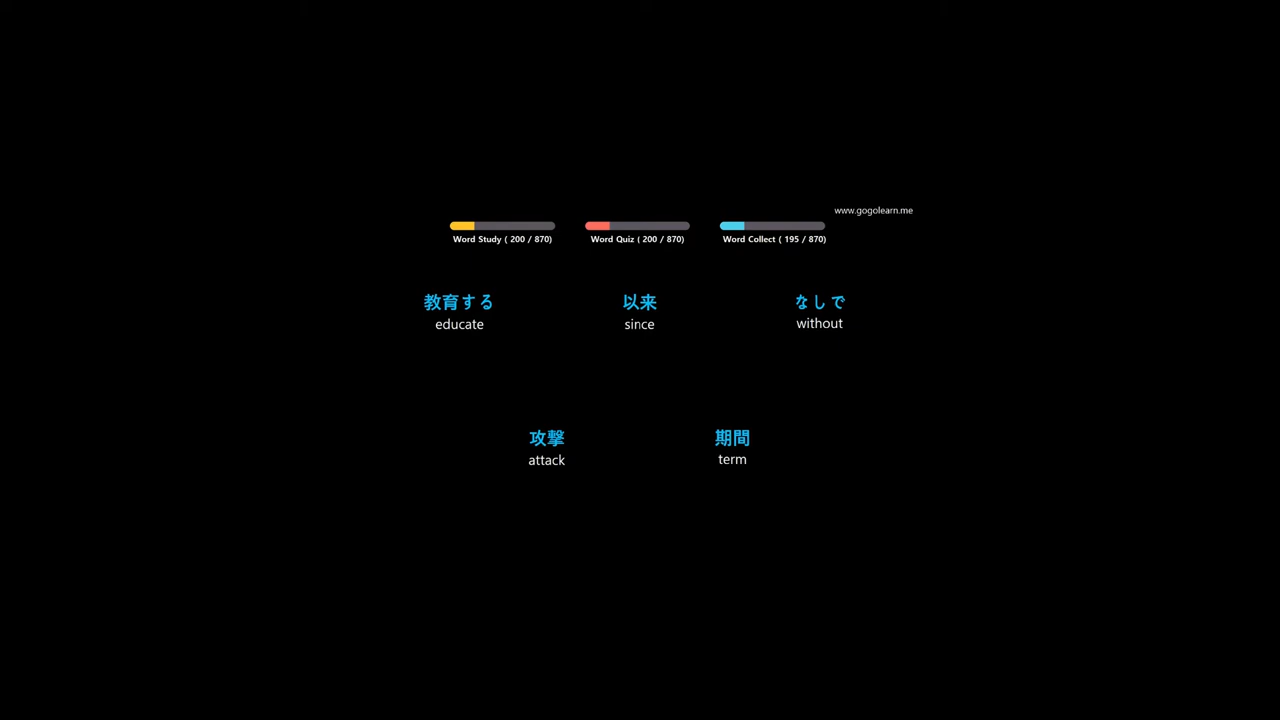 www.gogolearn.me
Word Study ( 200 / 870)
Word Quiz ( 200 / 870)
Word Collect ( 195 / 870)
教育する
educate
以来
since
なしで
without
攻撃
attack
期間
term